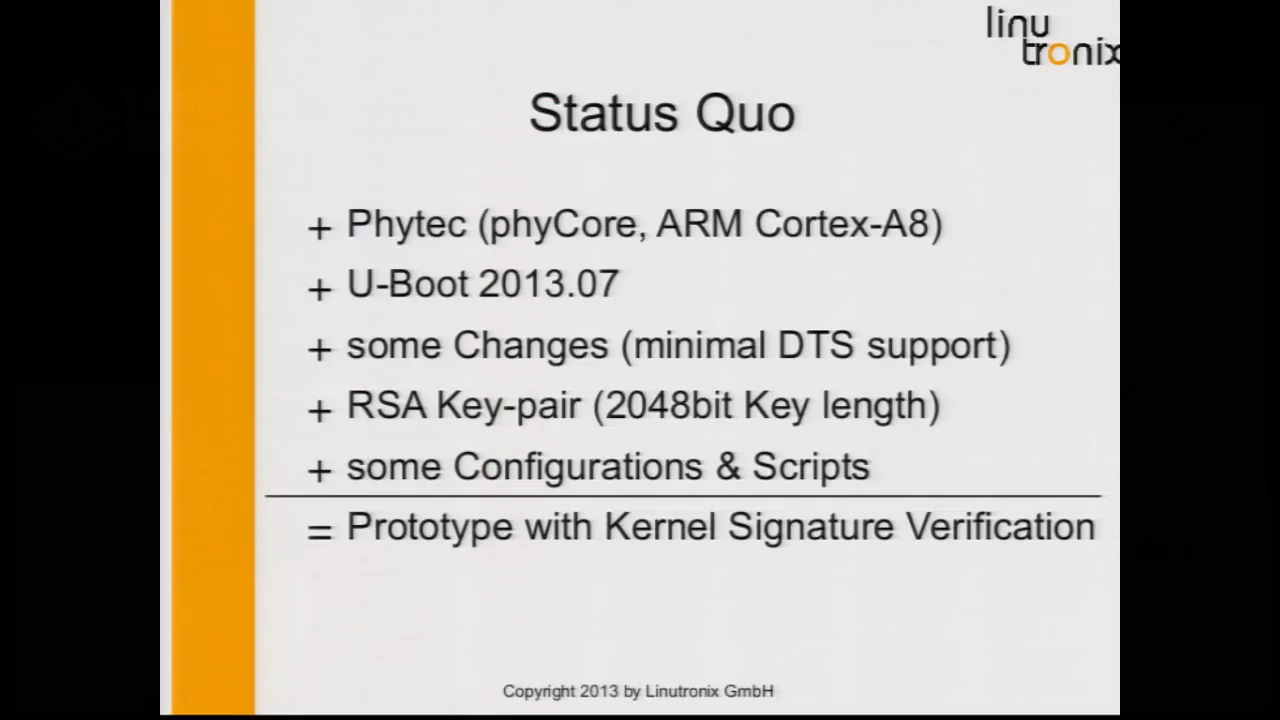 linu
tronix
Status Quo
+ Phytec (phyCore, ARM Cortex-A8)
+ U-Boot 2013.07
+ some Changes (minimal DTS support)
+ RSA Key-pair (2048bit Key length)
+ some Configurations & Scripts
= Prototype with Kernel Signature Verification
Copyright 2013 by Linutronix GmbH